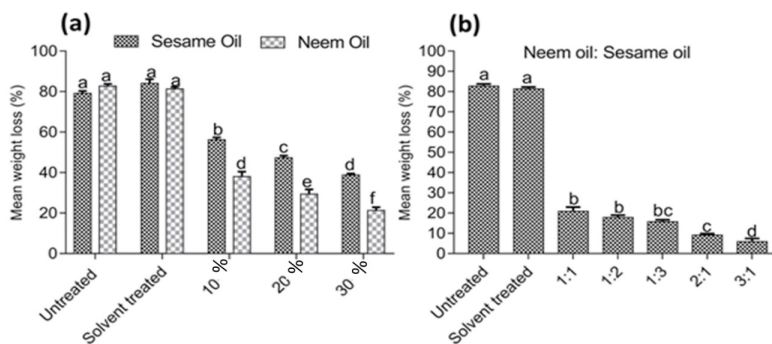 (a)
Sesame Oil
Neem Oil
Mean weight loss (%)
100
80
60
40
20
0
a
a
a
a
b
d
c
e
d
f
Untreated
Solvent treated
10 %
20 %
30 %
(b)
Neem oil: Sesame oil
Mean weight loss (%)
100
90
80
70
60
50
40
30
20
10
0
a
a
b
b
bc
c
d
Untreated
Solvent treated
1:1
1:2
1:3
2:1
3:1